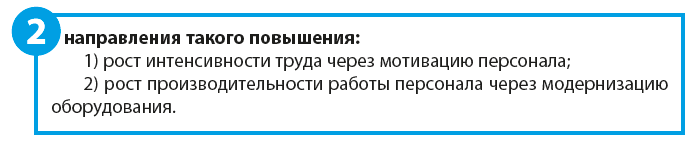 2 направления такого повышения:
1) рост интенсивности труда через мотивацию персонала;
2) рост производительности работы персонала через модернизацию
оборудования.